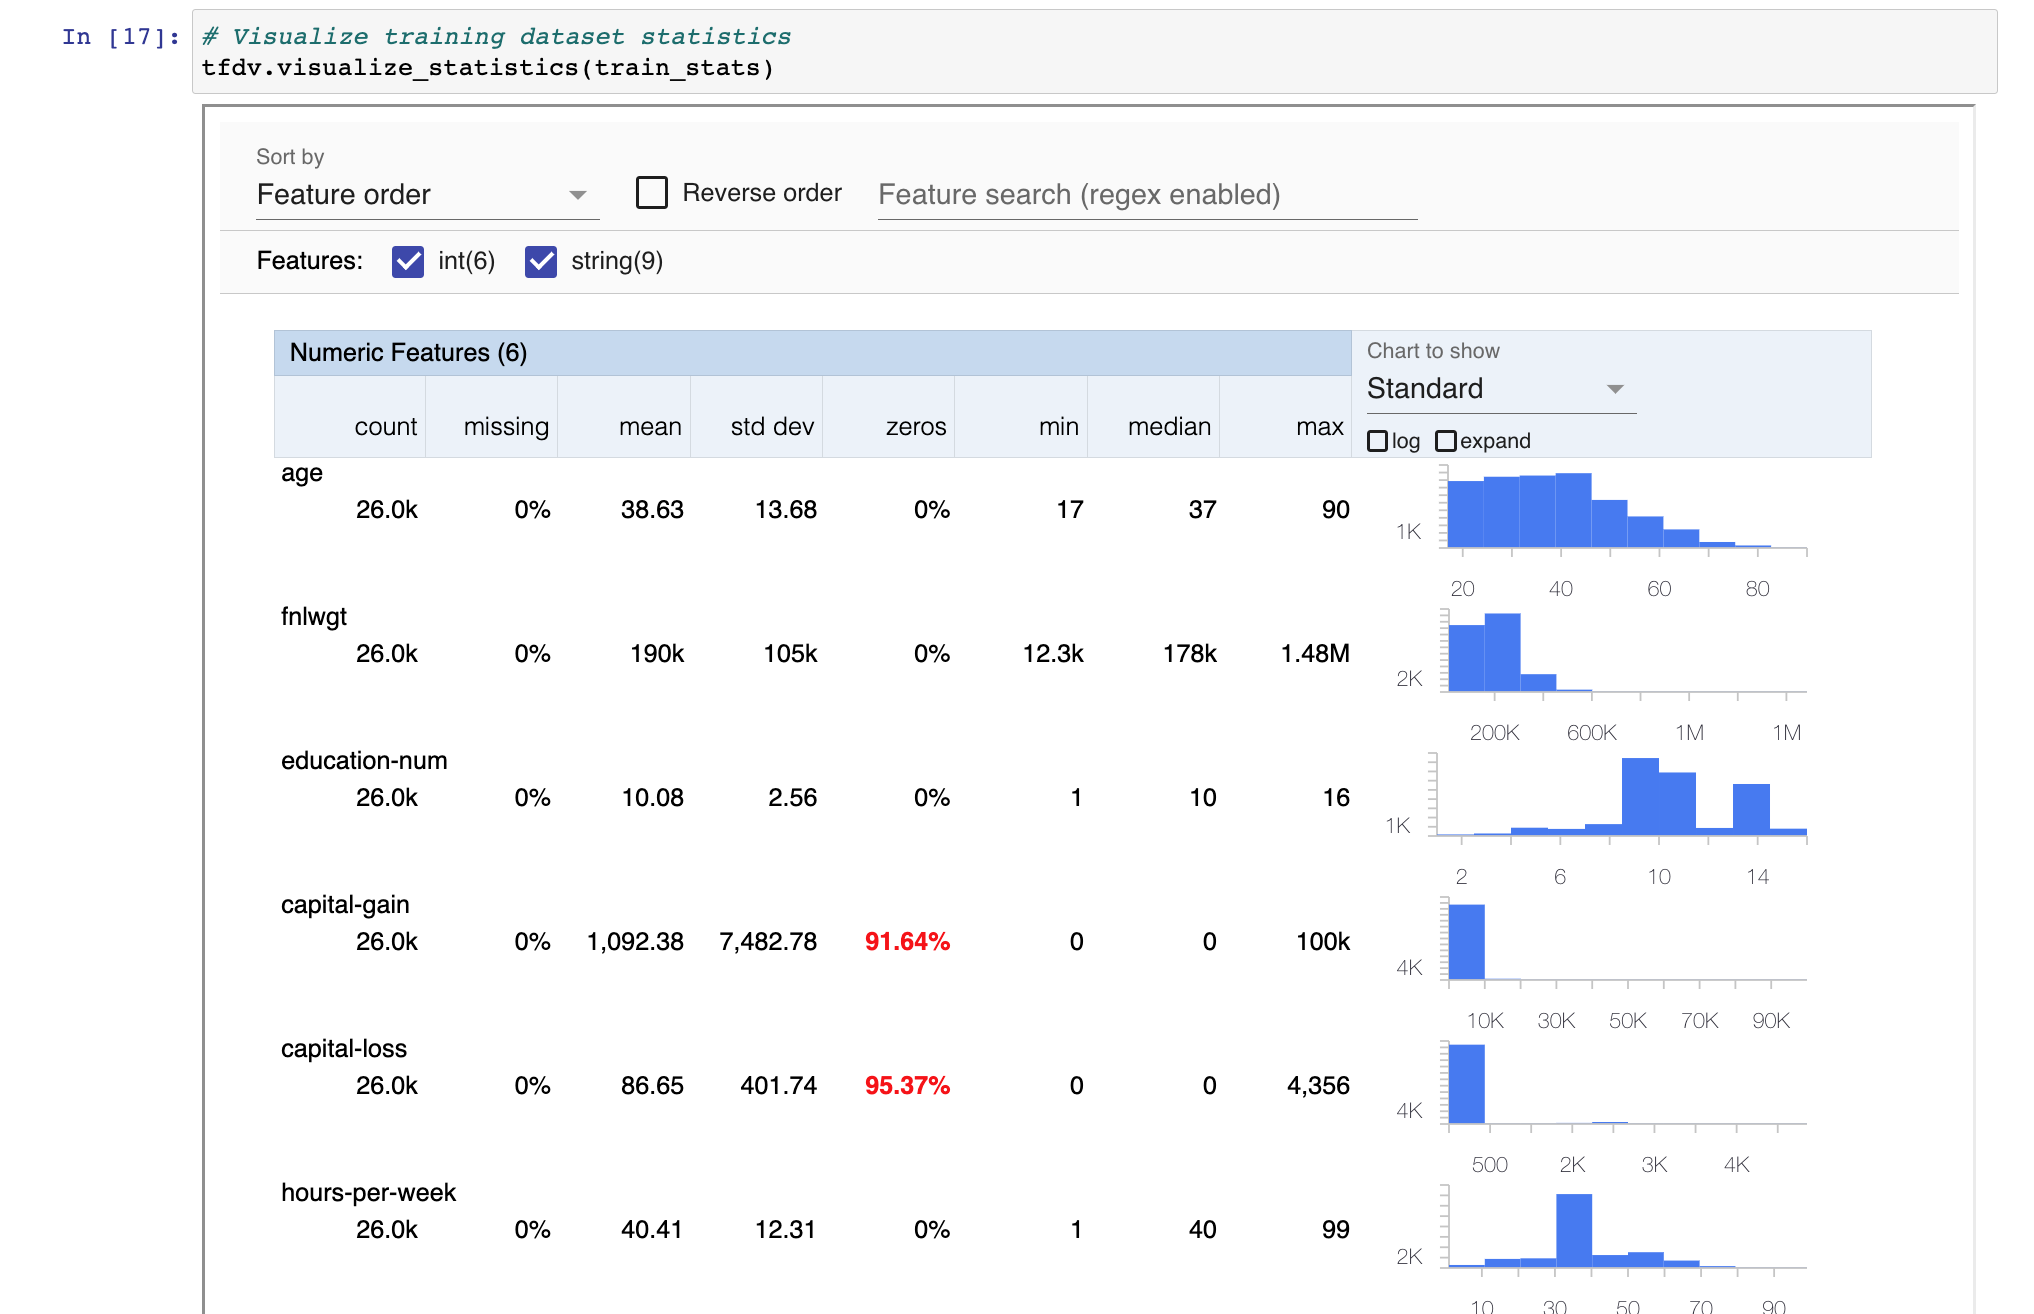 In [17]: # Visualize training dataset statistics
tfdv.visualize_statistics(train_stats)
Sort by
Feature order Reverse order Feature search (regex enabled)
Features: int(6) string(9)
Numeric Features (6) Chart to show
Standard
count missing mean std dev zeros min median max
log expand
age
26.0k 0% 38.63 13.68 0% 17 37 90
1K
20 40 60 80
fnlwgt
26.0k 0% 190k 105k 0% 12.3k 178k 1.48M
2K
200K 600K 1M 1M
education-num
26.0k 0% 10.08 2.56 0% 1 10 16
1K
2 6 10 14
capital-gain
26.0k 0% 1,092.38 7,482.78 91.64% 0 0 100k
4K
10K 30K 50K 70K 90K
capital-loss
26.0k 0% 86.65 401.74 95.37% 0 0 4,356
4K
500 2K 3K 4K
hours-per-week
26.0k 0% 40.41 12.31 0% 1 40 99
2K
10 30 50 70 90